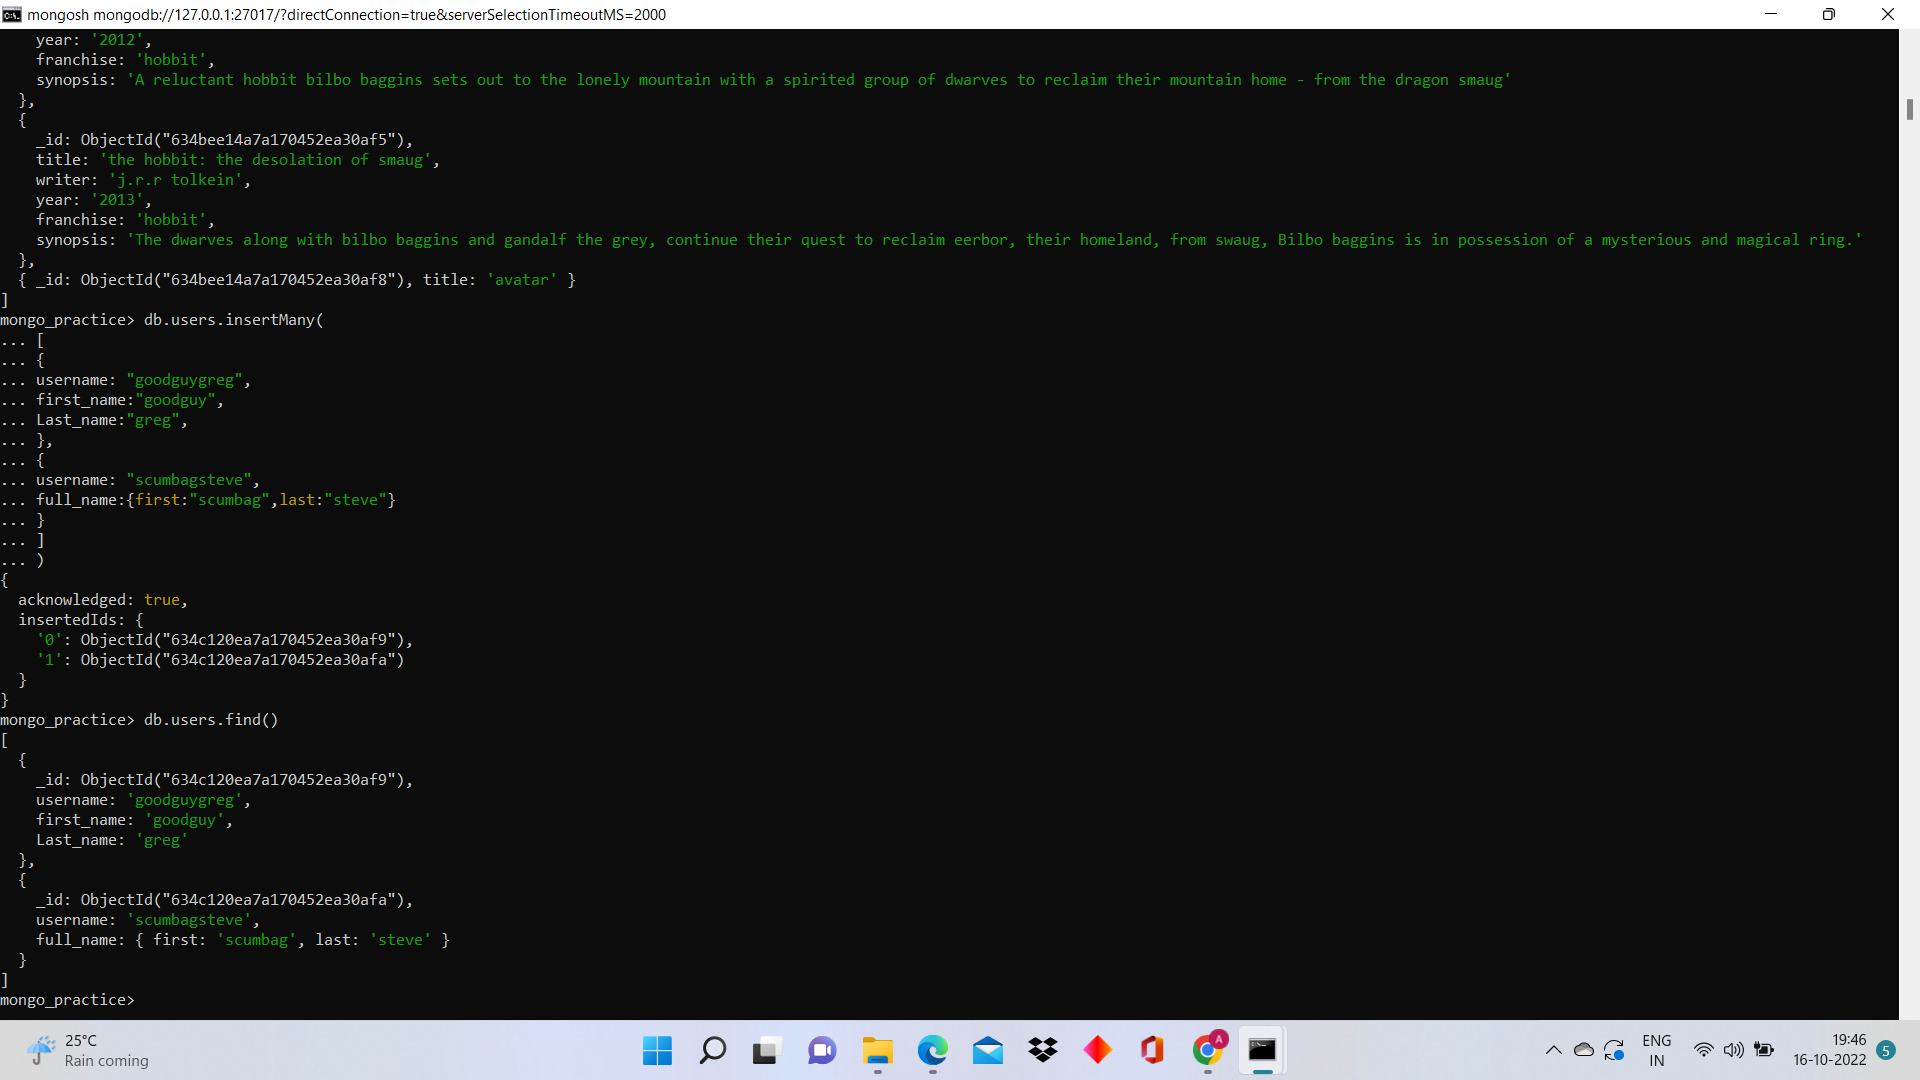 mongosh mongodb://127.0.0.1:27017/?directConnection=true&serverSelectionTimeoutMS=2000
    year: '2012',
    franchise: 'hobbit',
    synopsis: 'A reluctant hobbit bilbo baggins sets out to the lonely mountain with a spirited group of dwarves to reclaim their mountain home - from the dragon smaug'
  },
  {
    _id: ObjectId("634bee14a7a170452ea30af5"),
    title: 'the hobbit: the desolation of smaug',
    writer: 'j.r.r tolkein',
    year: '2013',
    franchise: 'hobbit',
    synopsis: 'The dwarves along with bilbo baggins and gandalf the grey, continue their quest to reclaim eerbor, their homeland, from swaug, Bilbo baggins is in possession of a mysterious and magical ring.'
  },
  { _id: ObjectId("634bee14a7a170452ea30af8"), title: 'avatar' }
]
mongo_practice> db.users.insertMany(
... [
... {
... username: "goodguygreg",
... first_name:"goodguy",
... Last_name:"greg",
... },
... {
... username: "scumbagsteve",
... full_name:{first:"scumbag",last:"steve"}
... }
... ]
... )
{
  acknowledged: true,
  insertedIds: {
    '0': ObjectId("634c120ea7a170452ea30af9"),
    '1': ObjectId("634c120ea7a170452ea30afa")
  }
}
mongo_practice> db.users.find()
[
  {
    _id: ObjectId("634c120ea7a170452ea30af9"),
    username: 'goodguygreg',
    first_name: 'goodguy',
    Last_name: 'greg'
  },
  {
    _id: ObjectId("634c120ea7a170452ea30afa"),
    username: 'scumbagsteve',
    full_name: { first: 'scumbag', last: 'steve' }
  }
]
mongo_practice>
25°C
Rain coming
A
ENG
IN
19:46
16-10-2022
5